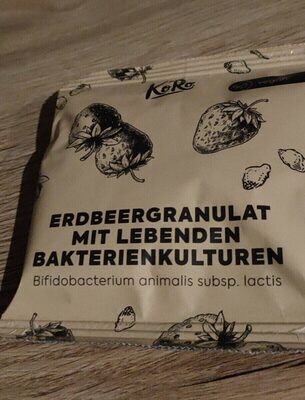 KoRo
ERDBEERGRANULAT
MIT LEBENDEN
BAKTERIENKULTUREN
Bifidobacterium animalis subsp. lactis